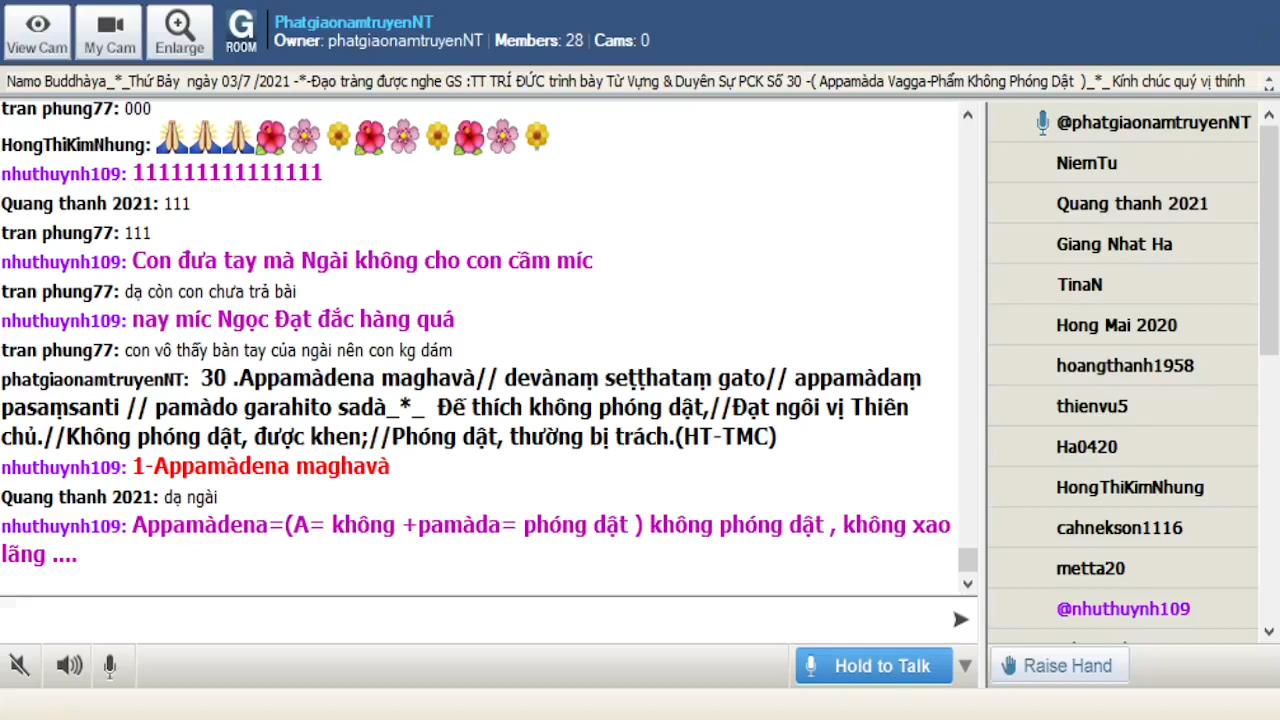 View Cam
My Cam
Enlarge
G
ROOM
PhatgiaonamtruyenNT
Owner: phatgiaonamtruyenNT | Members: 28 | Cams: 0
Namo Buddhàya_*_Thứ Bảy ngày 03/7 /2021 -*-Đạo tràng được nghe GS :TT TRÍ ĐỨC trình bày Từ Vựng & Duyên Sự PCK Số 30 -( Appamàda Vagga-Phẩm Không Phóng Dật )_*_ Kính chúc quý vị thính
tran phung77: 000
HongThiKimNhung:
nhuthuynh109: 111111111111111
Quang thanh 2021: 111
tran phung77: 111
nhuthuynh109: Con đưa tay mà Ngài không cho con cầm míc
tran phung77: dạ còn con chưa trả bài
nhuthuynh109: nay míc Ngọc Đạt đắc hàng quá
tran phung77: con vô thấy bàn tay của ngài nên con kg dám
phatgiaonamtruyenNT: 30 .Appamàdena maghavà// devànaṃ seṭṭhataṃ gato// appamàdaṃ
pasaṃsanti // pamàdo garahito sadà_*_ Đế thích không phóng dật,//Đạt ngôi vị Thiên
chủ.//Không phóng dật, được khen;//Phóng dật, thường bị trách.(HT-TMC)
nhuthuynh109: 1-Appamàdena maghavà
Quang thanh 2021: dạ ngài
nhuthuynh109: Appamàdena=(A= không +pamàda= phóng dật ) không phóng dật , không xao
lãng ....
@phatgiaonamtruyenNT
NiemTu
Quang thanh 2021
Giang Nhat Ha
TinaN
Hong Mai 2020
hoangthanh1958
thienvu5
Ha0420
HongThiKimNhung
cahnekson1116
metta20
@nhuthuynh109
Hold to Talk
Raise Hand